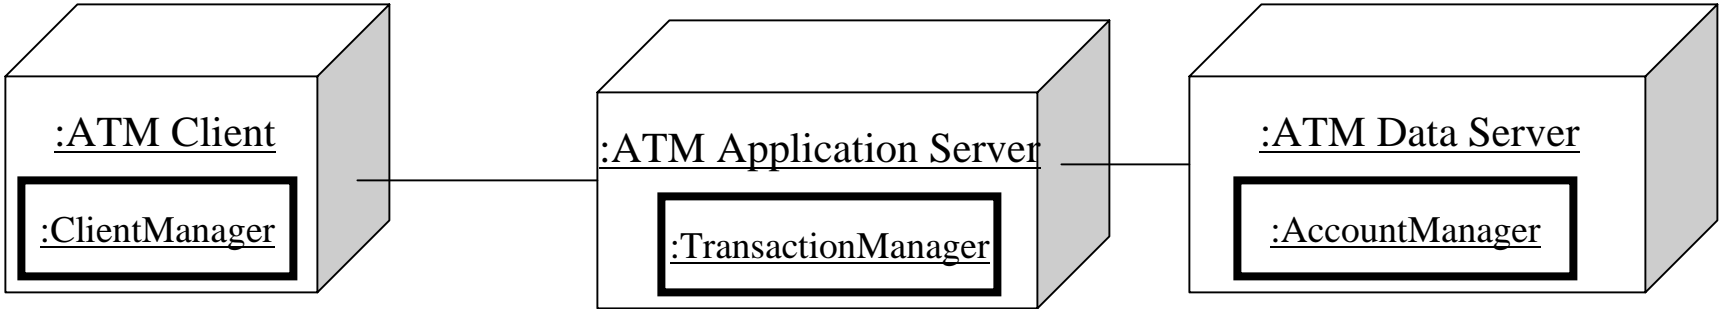 :ATM Client
:ClientManager
:ATM Application Server
:TransactionManager
:ATM Data Server
:AccountManager